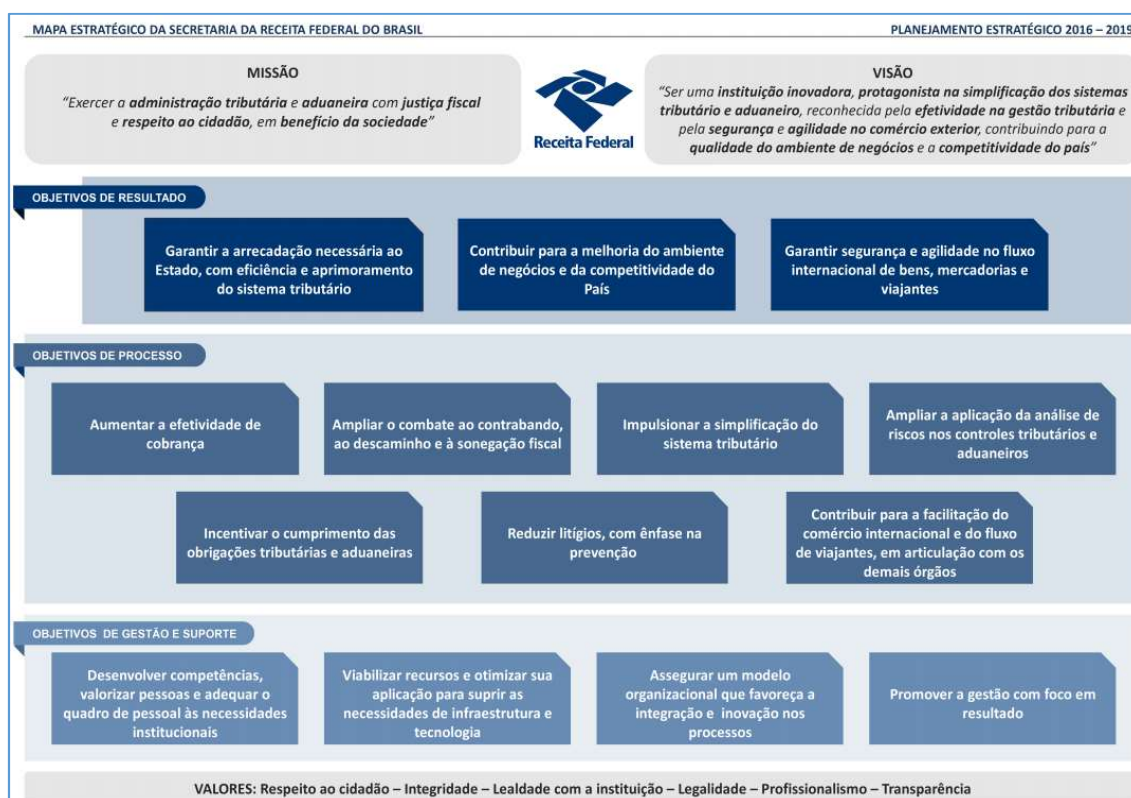 MAPA ESTRATÉGICO DA SECRETARIA DA RECEITA FEDERAL DO BRASIL
PLANEJAMENTO ESTRATÉGICO 2016 – 2019
MISSÃO
“Exercer a administração tributária e aduaneira com justiça fiscal
e respeito ao cidadão, em benefício da sociedade”
Receita Federal
VISÃO
“Ser uma instituição inovadora, protagonista na simplificação dos sistemas
tributário e aduaneiro, reconhecida pela efetividade na gestão tributária e
pela segurança e agilidade no comércio exterior, contribuindo para a
qualidade do ambiente de negócios e a competitividade do país”
OBJETIVOS DE RESULTADO
Garantir a arrecadação necessária ao
Estado, com eficiência e aprimoramento
do sistema tributário
Contribuir para a melhoria do ambiente
de negócios e da competitividade do
País
Garantir segurança e agilidade no fluxo
internacional de bens, mercadorias e
viajantes
OBJETIVOS DE PROCESSO
Aumentar a efetividade de
cobrança
Ampliar o combate ao contrabando,
ao descaminho e à sonegação fiscal
Impulsionar a simplificação do
sistema tributário
Ampliar a aplicação da análise de
riscos nos controles tributários e
aduaneiros
Incentivar o cumprimento das
obrigações tributárias e aduaneiras
Reduzir litígios, com ênfase na
prevenção
Contribuir para a facilitação do
comércio internacional e do fluxo
de viajantes, em articulação com os
demais órgãos
OBJETIVOS DE GESTÃO E SUPORTE
Desenvolver competências,
valorizar pessoas e adequar o
quadro de pessoal às necessidades
institucionais
Viabilizar recursos e otimizar sua
aplicação para suprir as
necessidades de infraestrutura e
tecnologia
Assegurar um modelo
organizacional que favoreça a
integração e inovação nos
processos
Promover a gestão com foco em
resultado
VALORES: Respeito ao cidadão – Integridade – Lealdade com a instituição – Legalidade – Profissionalismo – Transparência